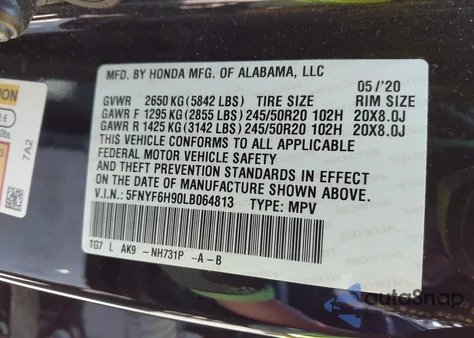 MFD. BY HONDA MFG. OF ALABAMA, LLC 05/'20
GVWR 2650 KG (5842 LBS) TIRE SIZE RIM SIZE
GAWR F 1295 KG (2855 LBS) 245/50R20 102H 20X8.0J
GAWR R 1425 KG (3142 LBS) 245/50R20 102H 20X8.0J
THIS VEHICLE CONFORMS TO ALL APPLICABLE
FEDERAL MOTOR VEHICLE SAFETY
AND THEFT PREVENTION STANDARDS IN EFFECT
ON THE DATE OF MANUFACTURE SHOWN ABOVE.
V.I.N.: 5FNYF6H90LB064813 TYPE: MPV
TG7 L AK9 -NH731P -A -B
7A2
autoSnap